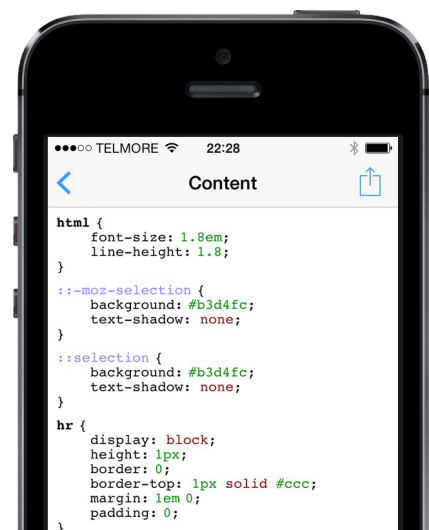 TELMORE 22:28
Content
html {
font-size: 1.8em;
line-height: 1.8;
}
::-moz-selection {
background: #b3d4fc;
text-shadow: none;
}
::selection {
background: #b3d4fc;
text-shadow: none;
}
hr {
display: block;
height: 1px;
border: 0;
border-top: 1px solid #ccc;
margin: 1em 0;
padding: 0;
}